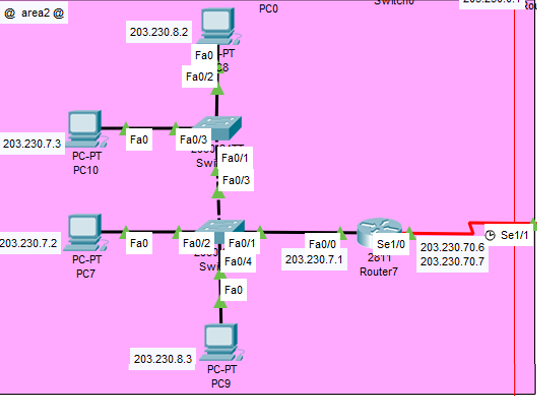 @ area2 @
PC0
203.230.8.2
Fa0
-PT
Fa0/2
203.230.7.3
Fa0
Fa0/3
PC-PT
PC10
Swi
Fa0/1
Fa0/3
203.230.7.2
Fa0
Fa0/2
Fa0/1
Fa0/0
Se1/0
Se1/1
PC-PT
PC7
Swi
Fa0/4
203.230.7.1
2811
Router7
203.230.70.6
203.230.70.7
Fa0
203.230.8.3
PC-PT
PC9